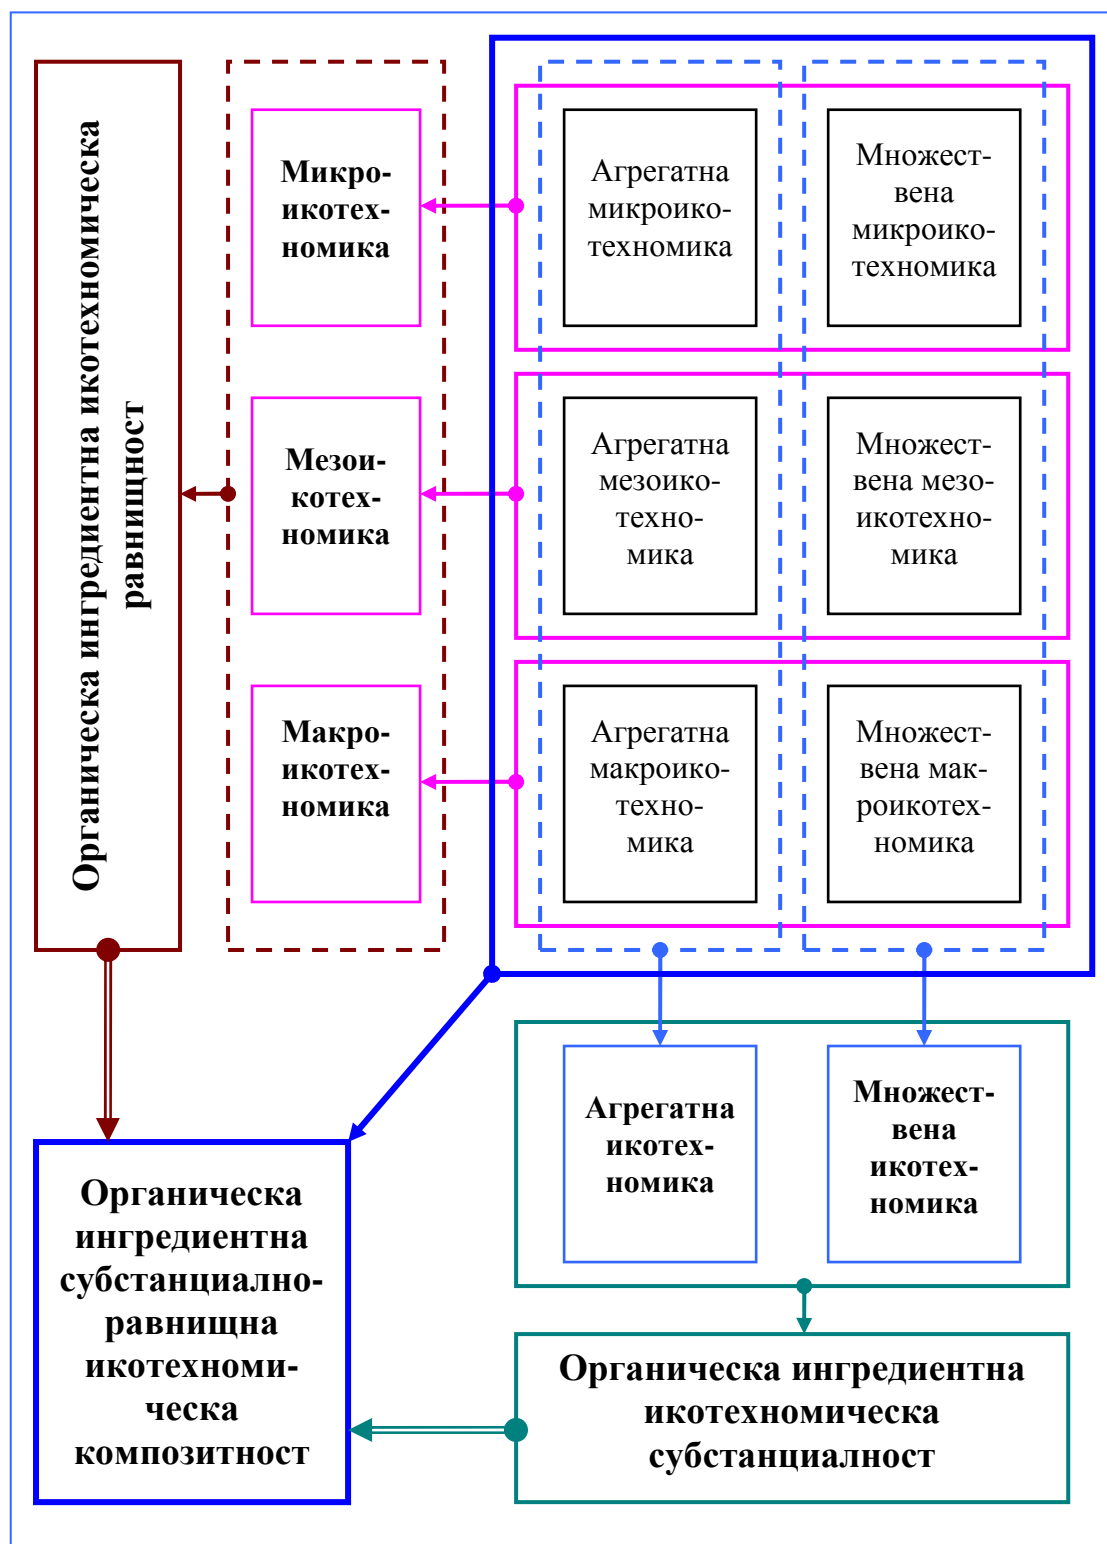 Органическа ингредиентна икотехномическа
равнищност
Микро-
икотех-
номика
Агрегатна
микроико-
техномика
Множест-
вена
микроико-
техномика
Мезои-
котех-
номика
Агрегатна
мезоико-
техно-
мика
Множест-
вена мезо-
икотехно-
мика
Макро-
икотех-
номика
Агрегатна
макроико-
техно-
мика
Множест-
вена мак-
роикотех-
номика
Агрегатна
икотех-
номика
Множест-
вена
икотех-
номика
Органическа
ингредиентна
субстанциално-
равнищна
икотехноми-
ческа
композитност
Органическа ингредиентна
икотехномическа
субстанциалност